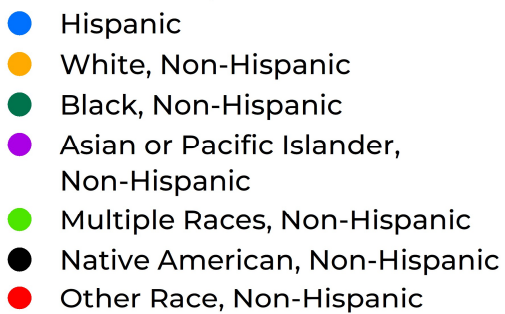 Hispanic
White, Non-Hispanic
Black, Non-Hispanic
Asian or Pacific Islander,
Non-Hispanic
Multiple Races, Non-Hispanic
Native American, Non-Hispanic
Other Race, Non-Hispanic